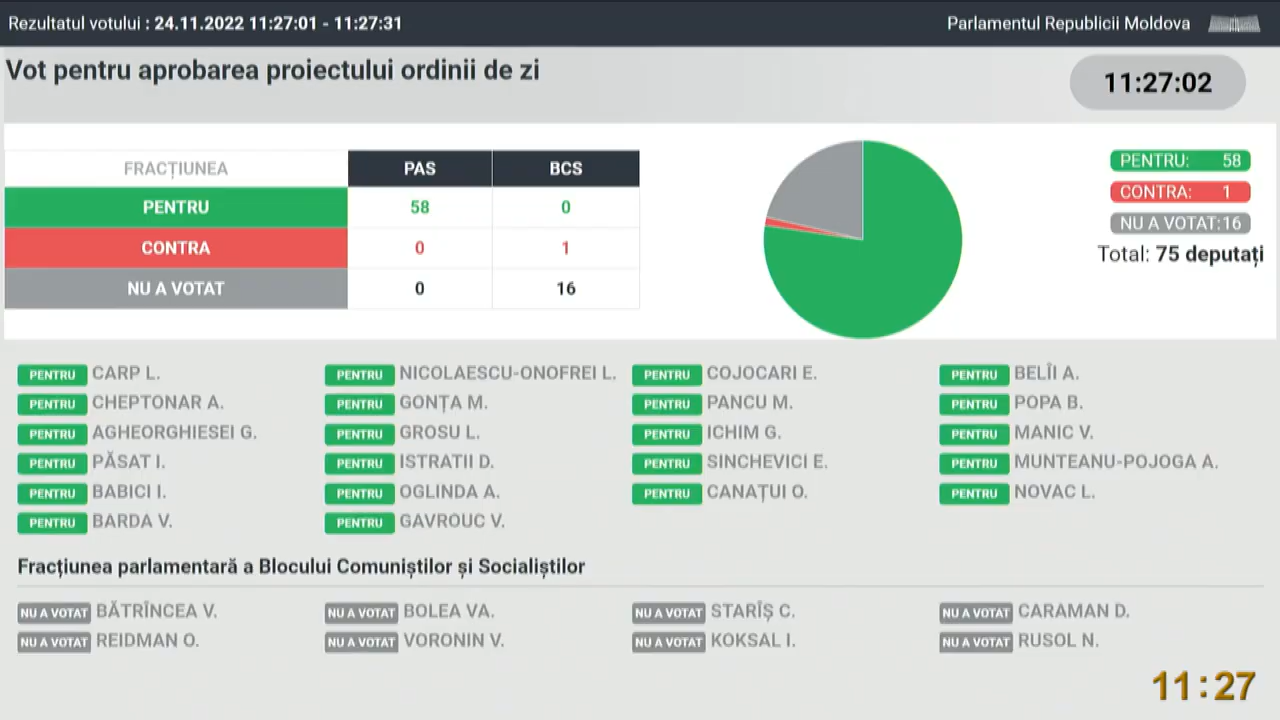 Rezultatul votului : 24.11.2022 11:27:01 - 11:27:31 Parlamentul Republicii Moldova
Vot pentru aprobarea proiectului ordinii de zi
11:27:02
FRACȚIUNEA PAS BCS
PENTRU 58 0
CONTRA 0 1
NU A VOTAT 0 16
PENTRU: 58
CONTRA: 1
NU A VOTAT: 16
Total: 75 deputați
PENTRU CARP L. PENTRU NICOLAESCU-ONOFREI L. PENTRU COJOCARI E. PENTRU BELÎI A.
PENTRU CHEPTONAR A. PENTRU GONȚA M. PENTRU PANCU M. PENTRU POPA B.
PENTRU AGHEORGHIESEI G. PENTRU GROSU L. PENTRU ICHIM G. PENTRU MANIC V.
PENTRU PĂSAT I. PENTRU ISTRATII D. PENTRU SINCHEVICI E. PENTRU MUNTEANU-POJOGA A.
PENTRU BABICI I. PENTRU OGLINDA A. PENTRU CANAȚUI O. PENTRU NOVAC L.
PENTRU BARDA V. PENTRU GAVROUC V.
Fracțiunea parlamentară a Blocului Comuniștilor și Socialiștilor
NU A VOTAT BĂTRÎNCEA V. NU A VOTAT BOLEA VA. NU A VOTAT STARÎȘ C. NU A VOTAT CARAMAN D.
NU A VOTAT REIDMAN O. NU A VOTAT VORONIN V. NU A VOTAT KOKSAL I. NU A VOTAT RUSOL N.
11:27